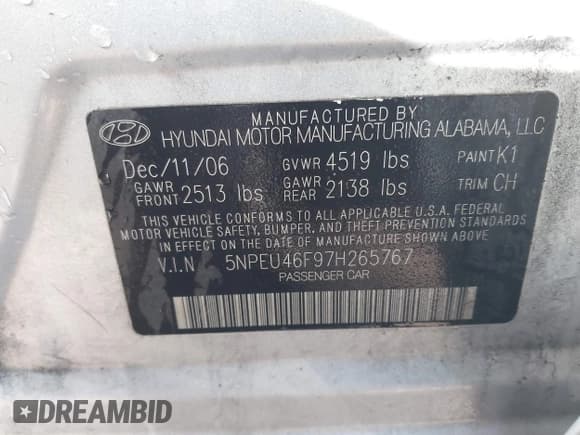 MANUFACTURED BY
HYUNDAI MOTOR MANUFACTURING ALABAMA, LLC
Dec/11/06 GVWR 4519 lbs PAINT K1
GAWR FRONT 2513 lbs GAWR REAR 2138 lbs TRIM CH
THIS VEHICLE CONFORMS TO ALL APPLICABLE U.S.A. FEDERAL
MOTOR VEHICLE SAFETY, BUMPER, AND THEFT PREVENTION STANDARDS
IN EFFECT ON THE DATE OF MANUFACTURE SHOWN ABOVE.
V.I.N. 5NPEU46F97H265767
PASSENGER CAR
DREAMBID